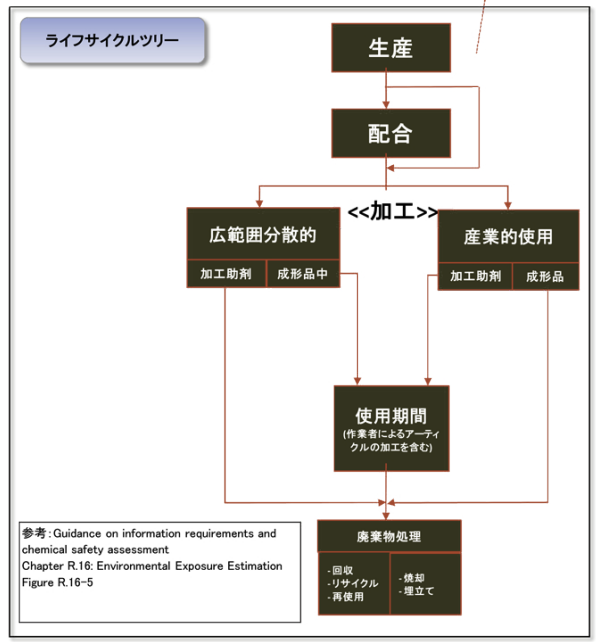 ライフサイクルツリー
生産
配合
<<加工>>
広範囲分散的
加工助剤
成形品中
産業的使用
加工助剤
成形品
使用期間
(作業者によるアーティ
クルの加工を含む)
廃棄物処理
-回収
-リサイクル
-再使用
-焼却
-埋立て
参考：Guidance on information requirements and
chemical safety assessment
Chapter R.16: Environmental Exposure Estimation
Figure R.16-5